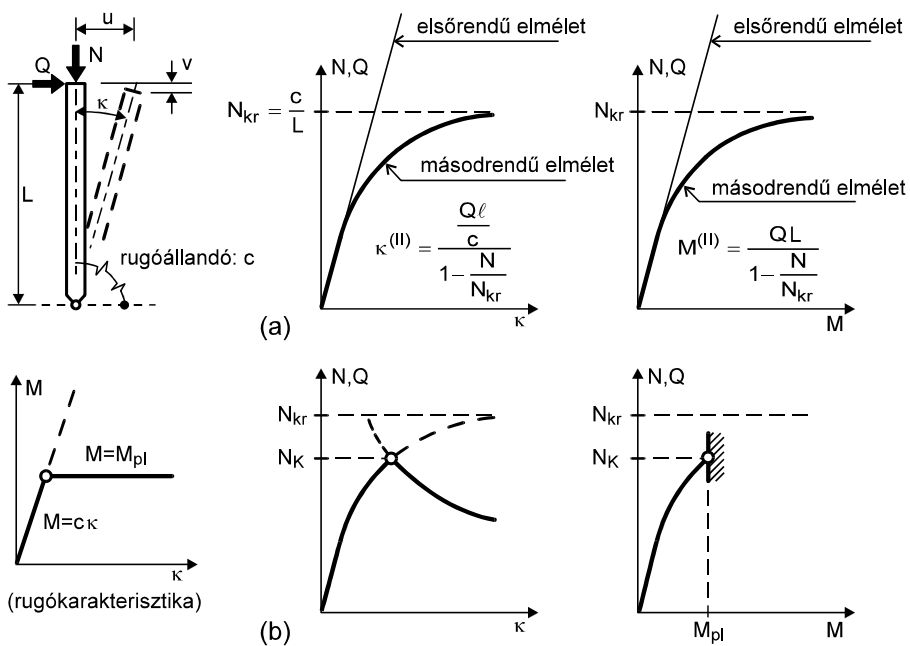 u
N
Q
v
κ
L
rugóállandó: c
(a)
elsőrendű elmélet
N,Q
N_kr = c/L
másodrendű elmélet
κ^(II) = (Qℓ/c)/(1 − N/N_kr)
κ
elsőrendű elmélet
N,Q
N_kr
másodrendű elmélet
M^(II) = QL/(1 − N/N_kr)
M
M
M=M_pl
M=cκ
κ
(rugókarakterisztika)
(b)
N,Q
N_kr
N_K
κ
N,Q
N_kr
N_K
M_pl
M